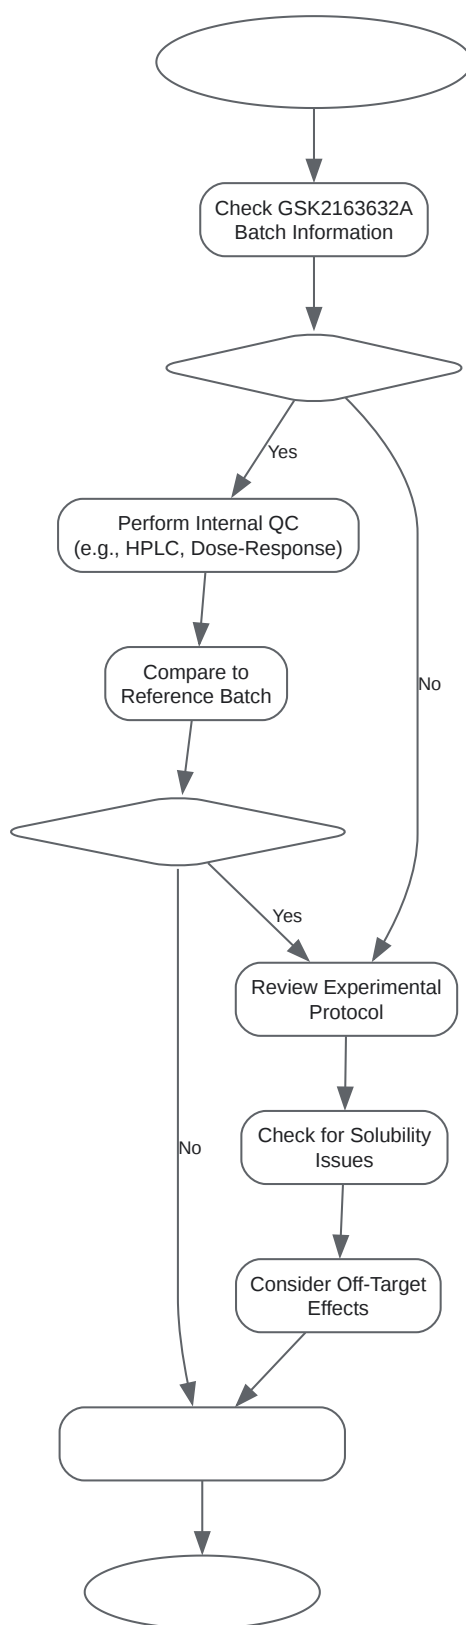 Check GSK2163632A
Batch Information
Yes
Perform Internal QC
(e.g., HPLC, Dose-Response)
Compare to
Reference Batch
No
Yes
Review Experimental
Protocol
Check for Solubility
Issues
No
Consider Off-Target
Effects